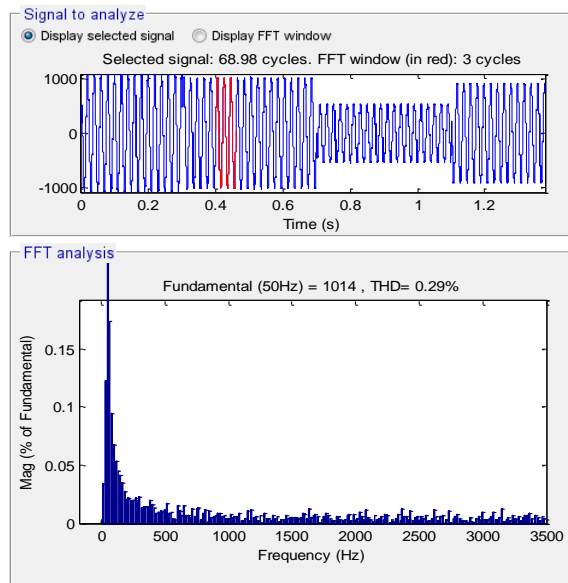 Signal to analyze
Display selected signal Display FFT window
Selected signal: 68.98 cycles. FFT window (in red): 3 cycles
1000
0
-1000
0 0.2 0.4 0.6 0.8 1 1.2
Time (s)
FFT analysis
Fundamental (50Hz) = 1014 , THD= 0.29%
0.15
0.1
0.05
0
Mag (% of Fundamental)
0 500 1000 1500 2000 2500 3000 3500
Frequency (Hz)